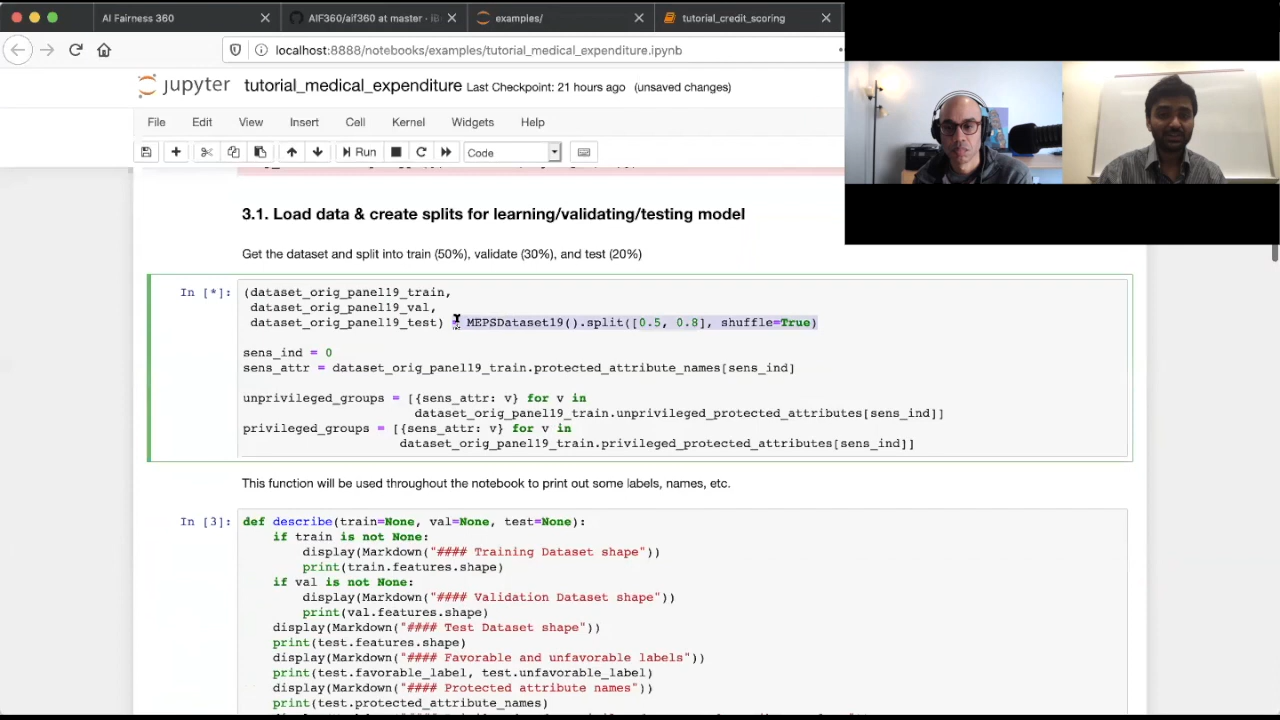 AI Fairness 360
AIF360/aif360 at master · IB
examples/
tutorial_credit_scoring
localhost:8888/notebooks/examples/tutorial_medical_expenditure.ipynb
jupyter tutorial_medical_expenditure Last Checkpoint: 21 hours ago (unsaved changes)
File Edit View Insert Cell Kernel Widgets Help
Run Code
3.1. Load data & create splits for learning/validating/testing model
Get the dataset and split into train (50%), validate (30%), and test (20%)
In [*]: (dataset_orig_panel19_train,
dataset_orig_panel19_val,
dataset_orig_panel19_test) = MEPSDataset19().split([0.5, 0.8], shuffle=True)
sens_ind = 0
sens_attr = dataset_orig_panel19_train.protected_attribute_names[sens_ind]
unprivileged_groups = [{sens_attr: v} for v in
dataset_orig_panel19_train.unprivileged_protected_attributes[sens_ind]]
privileged_groups = [{sens_attr: v} for v in
dataset_orig_panel19_train.privileged_protected_attributes[sens_ind]]
This function will be used throughout the notebook to print out some labels, names, etc.
In [3]: def describe(train=None, val=None, test=None):
if train is not None:
display(Markdown("#### Training Dataset shape"))
print(train.features.shape)
if val is not None:
display(Markdown("#### Validation Dataset shape"))
print(val.features.shape)
display(Markdown("#### Test Dataset shape"))
print(test.features.shape)
display(Markdown("#### Favorable and unfavorable labels"))
print(test.favorable_label, test.unfavorable_label)
display(Markdown("#### Protected attribute names"))
print(test.protected_attribute_names)